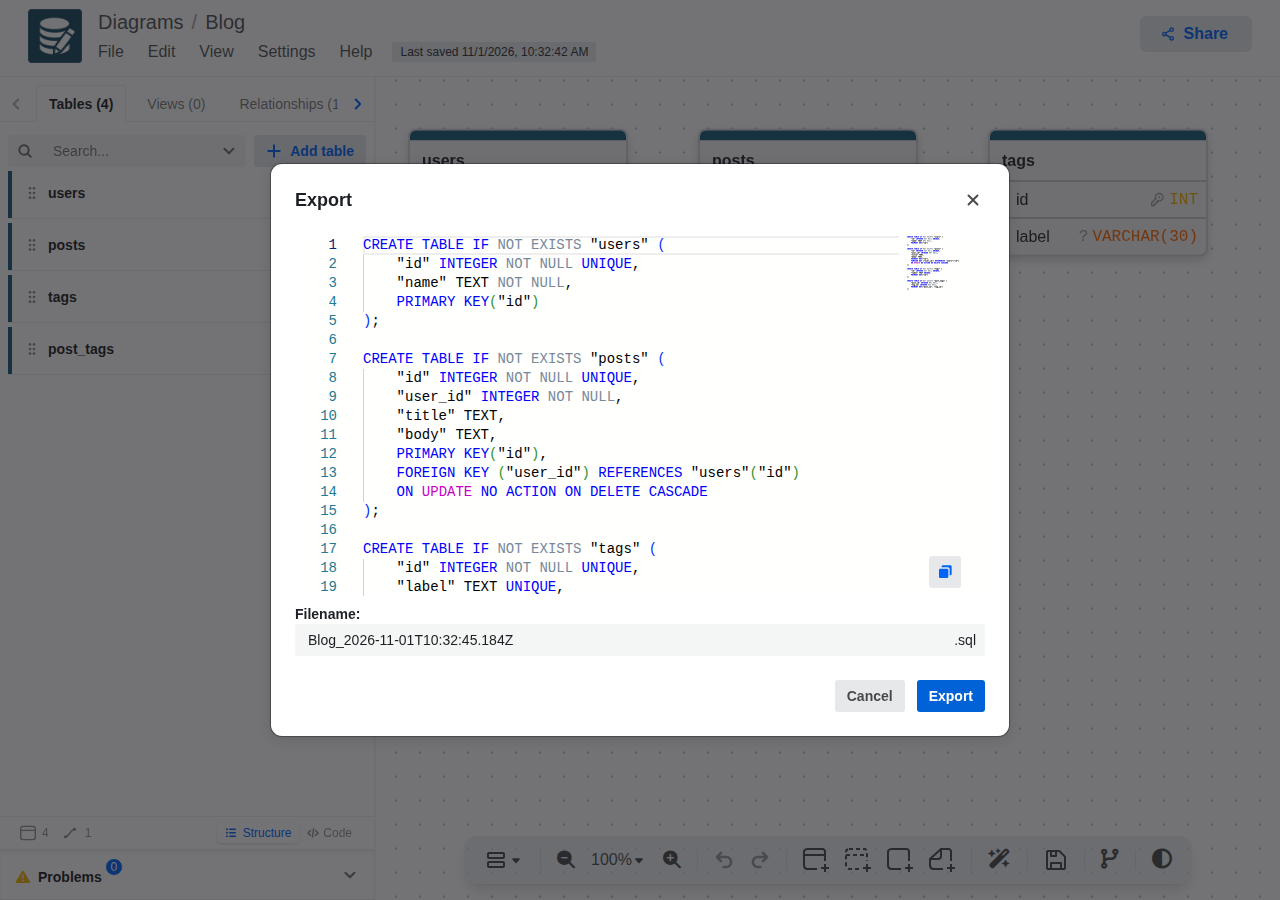 Diagrams / Blog
File Edit View Settings Help Last saved 11/1/2026, 10:32:42 AM
Share
Tables (4) Views (0) Relationships (1
Search... Add table
users
posts
tags
post_tags
users
posts
tags
id INT
label ? VARCHAR(30)
Export
1 CREATE TABLE IF NOT EXISTS "users" (
2 "id" INTEGER NOT NULL UNIQUE,
3 "name" TEXT NOT NULL,
4 PRIMARY KEY("id")
5 );
6
7 CREATE TABLE IF NOT EXISTS "posts" (
8 "id" INTEGER NOT NULL UNIQUE,
9 "user_id" INTEGER NOT NULL,
10 "title" TEXT,
11 "body" TEXT,
12 PRIMARY KEY("id"),
13 FOREIGN KEY ("user_id") REFERENCES "users"("id")
14 ON UPDATE NO ACTION ON DELETE CASCADE
15 );
16
17 CREATE TABLE IF NOT EXISTS "tags" (
18 "id" INTEGER NOT NULL UNIQUE,
19 "label" TEXT UNIQUE,
Filename:
Blog_2026-11-01T10:32:45.184Z .sql
Cancel Export
4 1 Structure Code
Problems 0
100%